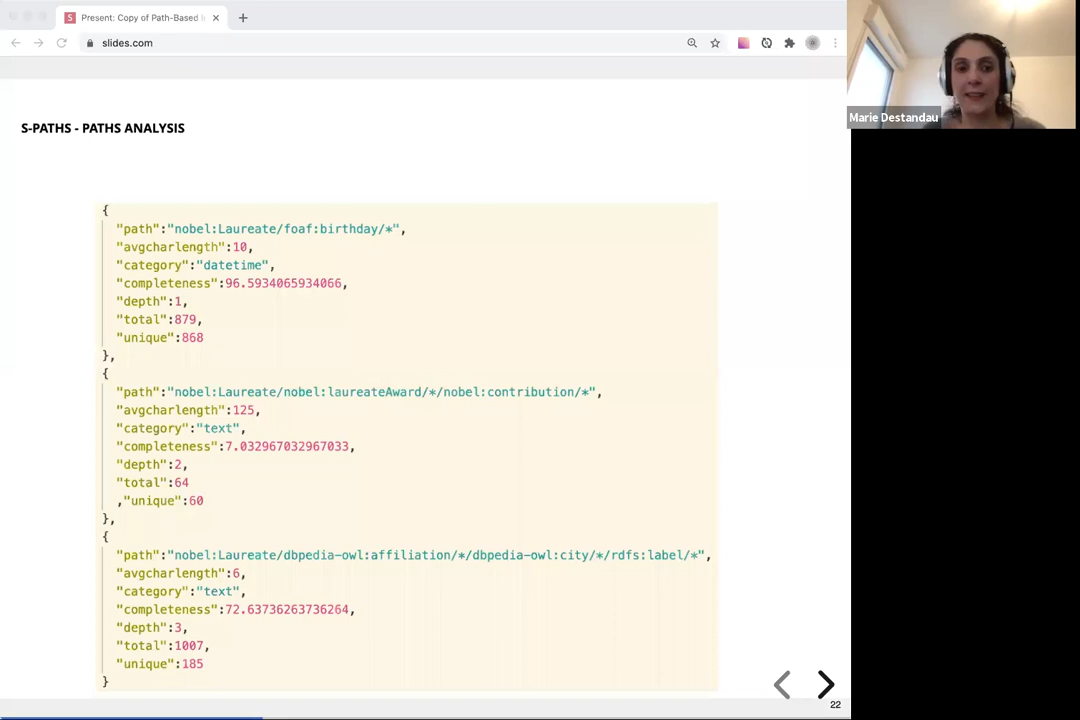 Present: Copy of Path-Based I
slides.com
Marie Destandau
S-PATHS - PATHS ANALYSIS
{
"path":"nobel:Laureate/foaf:birthday/*",
"avgcharlength":10,
"category":"datetime",
"completeness":96.5934065934066,
"depth":1,
"total":879,
"unique":868
},
{
"path":"nobel:Laureate/nobel:laureateAward/*/nobel:contribution/*",
"avgcharlength":125,
"category":"text",
"completeness":7.032967032967033,
"depth":2,
"total":64
,"unique":60
},
{
"path":"nobel:Laureate/dbpedia-owl:affiliation/*/dbpedia-owl:city/*/rdfs:label/*",
"avgcharlength":6,
"category":"text",
"completeness":72.63736263736264,
"depth":3,
"total":1007,
"unique":185
}
22